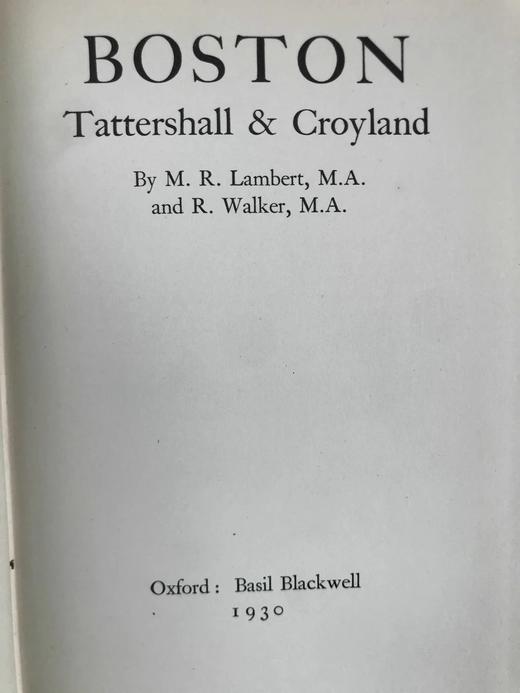 BOSTON
Tattershall & Croyland
By M. R. Lambert, M.A.
and R. Walker, M.A.
Oxford: Basil Blackwell
1930